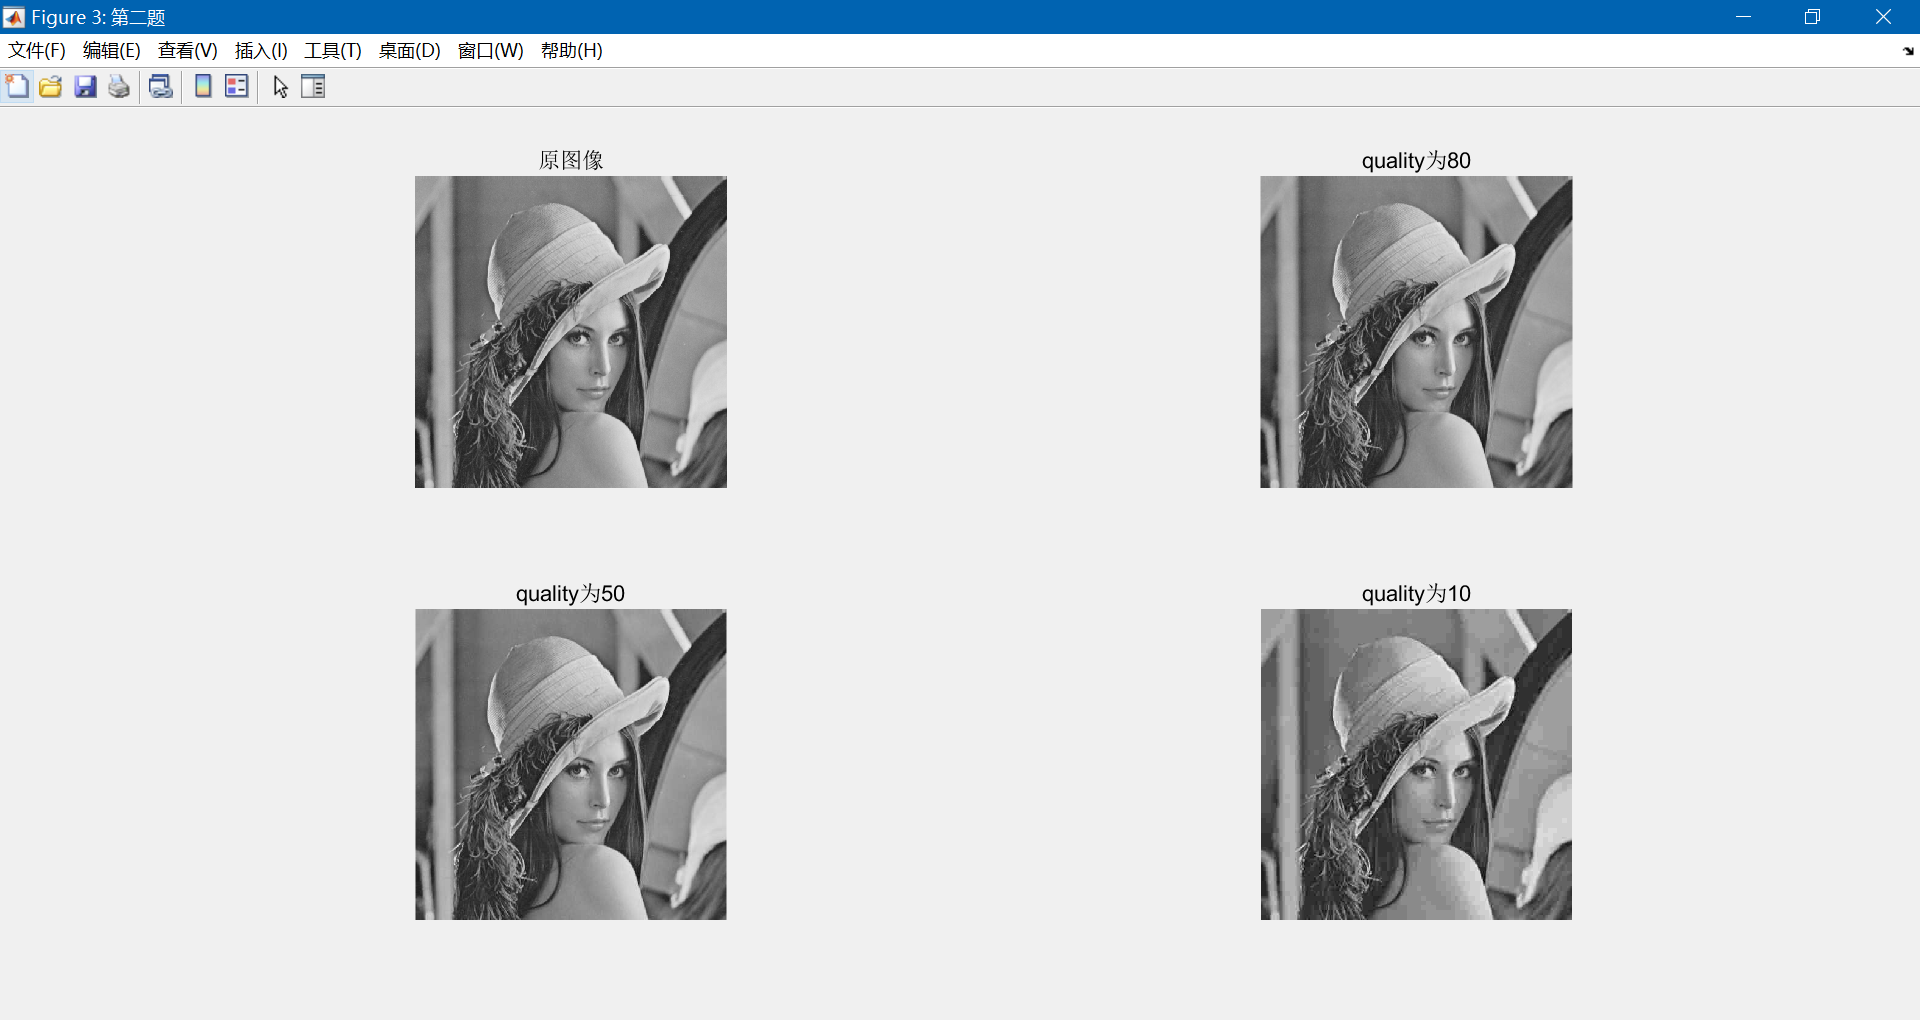 Figure 3: 第二题
文件(F) 编辑(E) 查看(V) 插入(I) 工具(T) 桌面(D) 窗口(W) 帮助(H)
原图像
quality为80
quality为50
quality为10